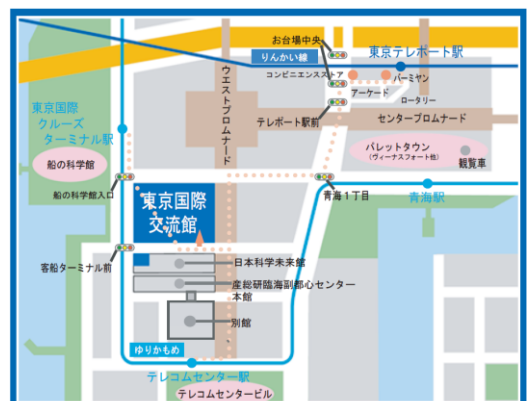 お台場中央
りんかい線
東京テレポート駅
コンビニエンスストア
バーミヤン
アーケード
ロータリー
ウエストプロムナード
テレポート駅前
センタープロムナード
東京国際
クルーズ
ターミナル駅
パレットタウン
(ヴィーナスフォート他)
観覧車
船の科学館
船の科学館入口
青海1丁目
青海駅
東京国際
交流館
客船ターミナル前
日本科学未来館
産総研臨海副都心センター
本館
別館
ゆりかもめ
テレコムセンター駅
テレコムセンタービル